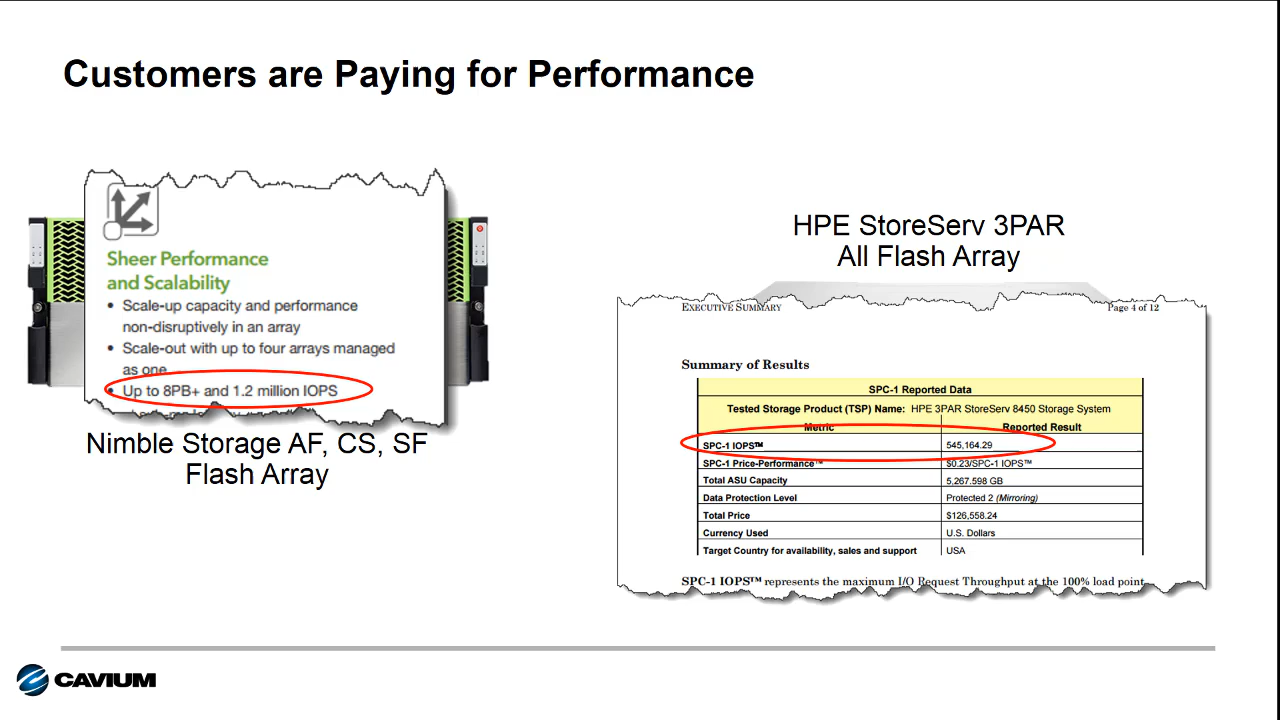 Customers are Paying for Performance
Sheer Performance
and Scalability
• Scale-up capacity and performance
non-disruptively in an array
• Scale-out with up to four arrays managed
as one
• Up to 8PB+ and 1.2 million IOPS
Nimble Storage AF, CS, SF
Flash Array
HPE StoreServ 3PAR
All Flash Array
EXECUTIVE SUMMARY Page 4 of 12
Summary of Results
SPC-1 Reported Data
Tested Storage Product (TSP) Name: HPE 3PAR StoreServ 8450 Storage System
Metric Reported Result
SPC-1 IOPS™ 545,164.29
SPC-1 Price-Performance™ $0.23/SPC-1 IOPS™
Total ASU Capacity 5,267.598 GB
Data Protection Level Protected 2 (Mirroring)
Total Price $126,558.24
Currency Used U.S. Dollars
Target Country for availability, sales and support USA
SPC-1 IOPS™ represents the maximum I/O Request Throughput at the 100% load point
CAVIUM